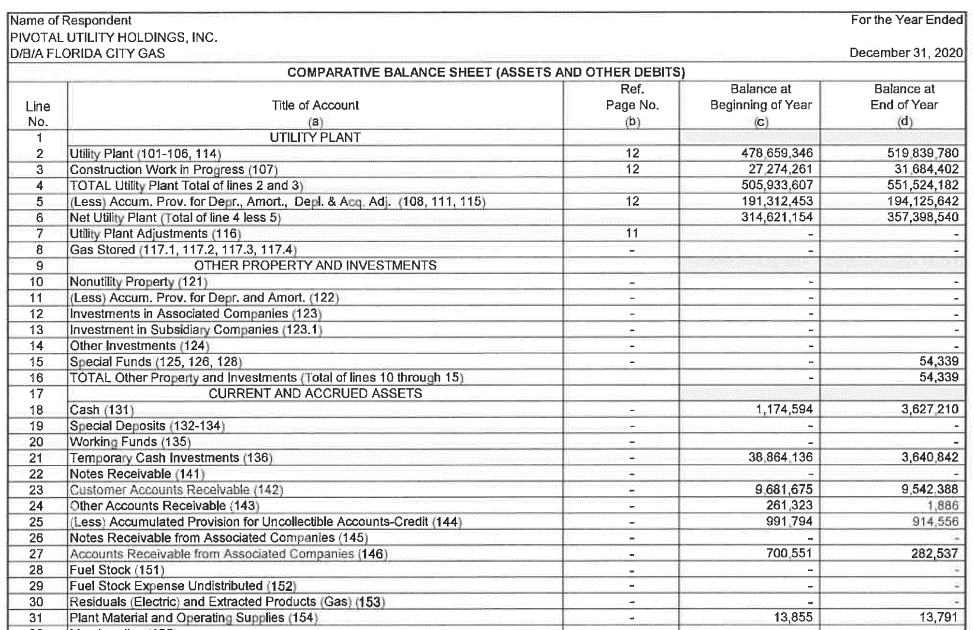 Name of Respondent For the Year Ended
PIVOTAL UTILITY HOLDINGS, INC.
D/B/A FLORIDA CITY GAS December 31, 2020
COMPARATIVE BALANCE SHEET (ASSETS AND OTHER DEBITS)
Ref. Balance at Balance at
Line Title of Account Page No. Beginning of Year End of Year
No. (a) (b) (c) (d)
1 UTILITY PLANT
2 Utility Plant (101-106, 114) 12 478,659,346 519,839,780
3 Construction Work in Progress (107) 12 27,274,261 31,684,402
4 TOTAL Utility Plant Total of lines 2 and 3) 505,933,607 551,524,182
5 (Less) Accum. Prov. for Depr., Amort., Depl. & Acq. Adj. (108, 111, 115) 12 191,312,453 194,125,642
6 Net Utility Plant (Total of line 4 less 5) 314,621,154 357,398,540
7 Utility Plant Adjustments (116) 11 - -
8 Gas Stored (117.1, 117.2, 117.3, 117.4) - - -
9 OTHER PROPERTY AND INVESTMENTS
10 Nonutility Property (121) - - -
11 (Less) Accum. Prov. for Depr. and Amort. (122) - - -
12 Investments in Associated Companies (123) - - -
13 Investment in Subsidiary Companies (123.1) - - -
14 Other Investments (124) - - -
15 Special Funds (125, 126, 128) - - 54,339
16 TOTAL Other Property and Investments (Total of lines 10 through 15) - 54,339
17 CURRENT AND ACCRUED ASSETS
18 Cash (131) - 1,174,594 3,627,210
19 Special Deposits (132-134) - - -
20 Working Funds (135) - - -
21 Temporary Cash Investments (136) - 38,864,136 3,640,842
22 Notes Receivable (141) - - -
23 Customer Accounts Receivable (142) - 9,681,675 9,542,388
24 Other Accounts Receivable (143) - 261,323 1,886
25 (Less) Accumulated Provision for Uncollectible Accounts-Credit (144) - 991,794 914,556
26 Notes Receivable from Associated Companies (145) - - -
27 Accounts Receivable from Associated Companies (146) - 700,551 282,537
28 Fuel Stock (151) - - -
29 Fuel Stock Expense Undistributed (152) - - -
30 Residuals (Electric) and Extracted Products (Gas) (153) - - -
31 Plant Material and Operating Supplies (154) - 13,855 13,791